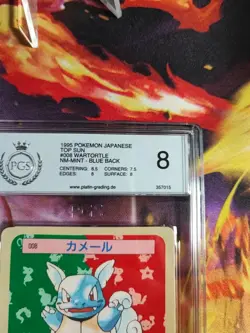 1995 POKEMON JAPANESE
TOP SUN
#008 WARTORTLE
NM-MINT - BLUE BACK
CENTERING: 8.5 CORNERS: 7.5
EDGES: 8 SURFACE: 8
8
PGS
www.psatin-grading.de
357015
008
カメール